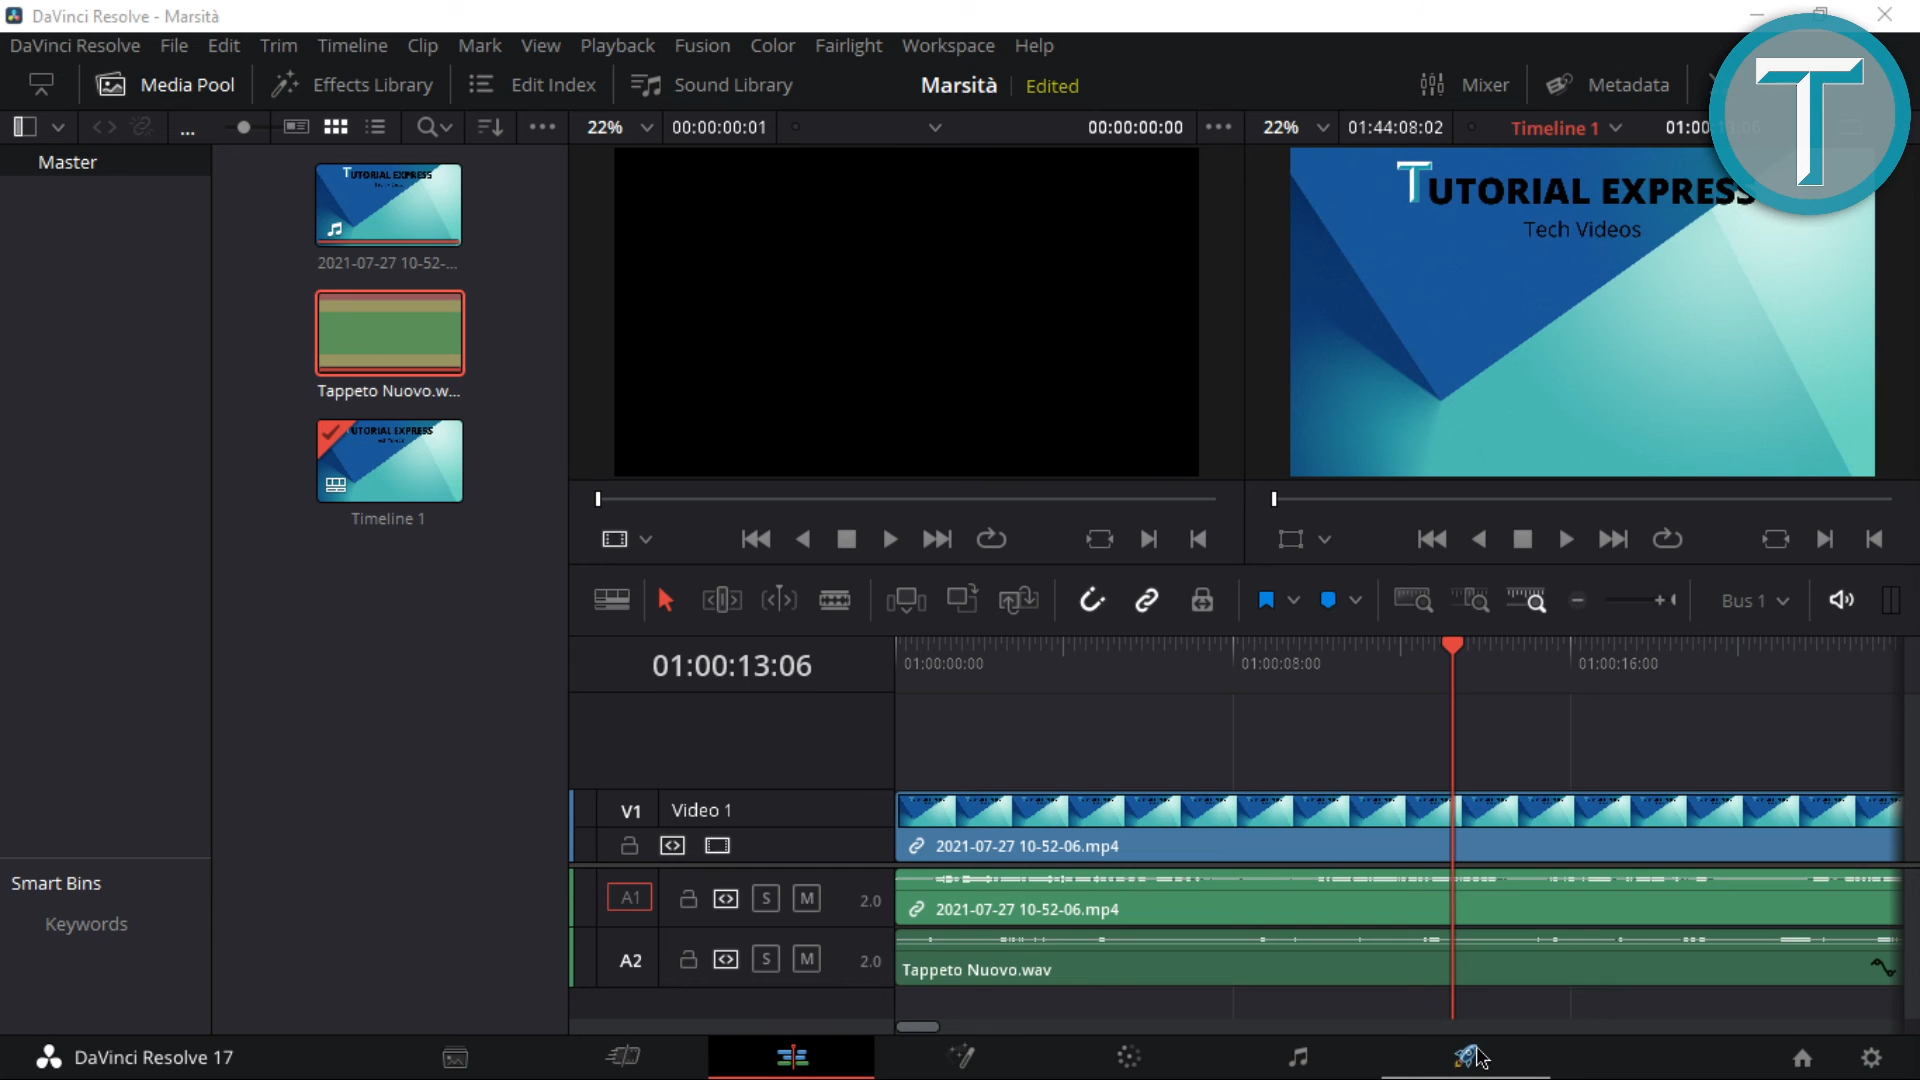 DaVinci Resolve - Marsità
DaVinci Resolve File Edit Trim Timeline Clip Mark View Playback Fusion Color Fairlight Workspace Help
Media Pool Effects Library Edit Index Sound Library Marsità Edited Mixer Metadata
... 22% 00:00:00:01 00:00:00:00 ••• 22% 01:44:08:02 Timeline 1
Master
TUTORIAL EXPRESS
2021-07-27 10-52-...
Tappeto Nuovo.w...
UTORIAL EXPRESS
Timeline 1
TUTORIAL EXPRESS
Tech Videos
T
Bus 1
01:00:13:06
01:00:00:00 01:00:08:00 01:00:16:00
V1 Video 1
2021-07-27 10-52-06.mp4
A1 S M 2.0
2021-07-27 10-52-06.mp4
A2 S M 2.0
Tappeto Nuovo.wav
Smart Bins
Keywords
DaVinci Resolve 17